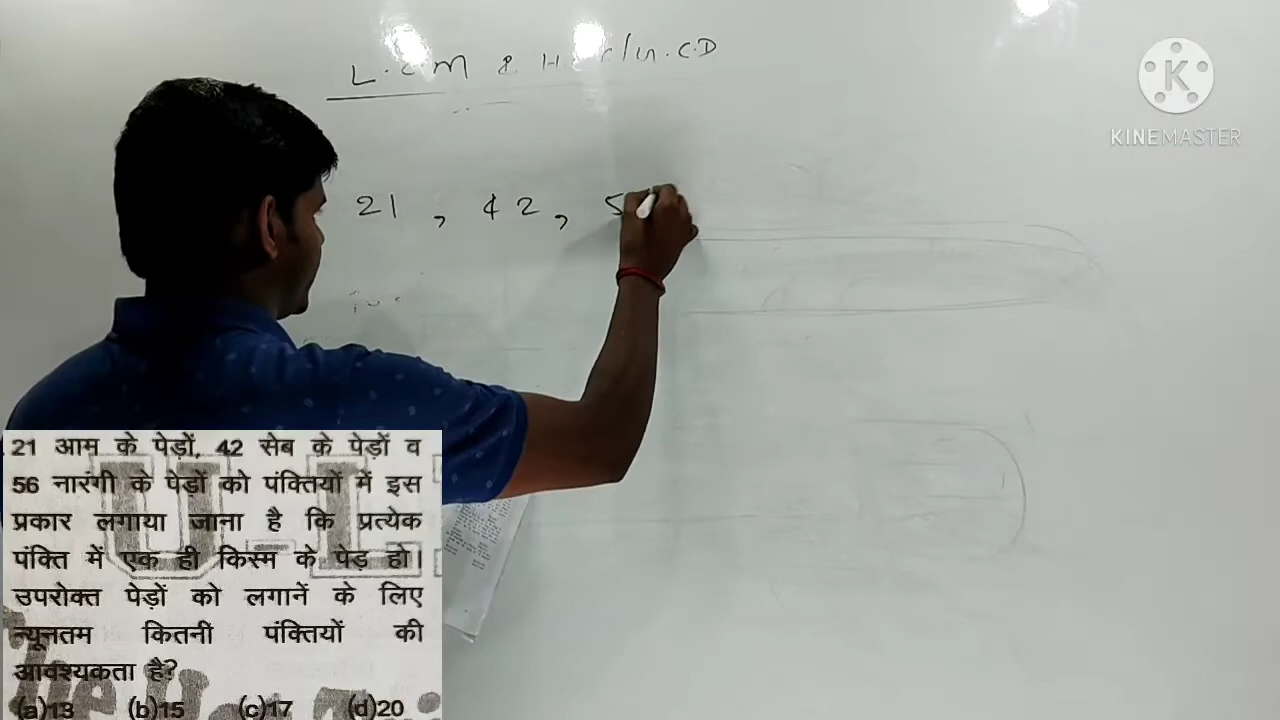 L.C.M & H
C.D
KINEMASTER
21 , 42 , 5
21 आम के पेड़ों, 42 सेब के पेड़ों व
56 नारंगी के पेड़ों को पंक्तियों में इस
प्रकार लगाया जाना है कि प्रत्येक
पंक्ति में एक ही किस्म के पेड़ हो।
उपरोक्त पेड़ों को लगानें के लिए
न्यूनतम कितनी पंक्तियों की
आवश्यकता है?
(a)13 (b)15 (c)17 (d)20